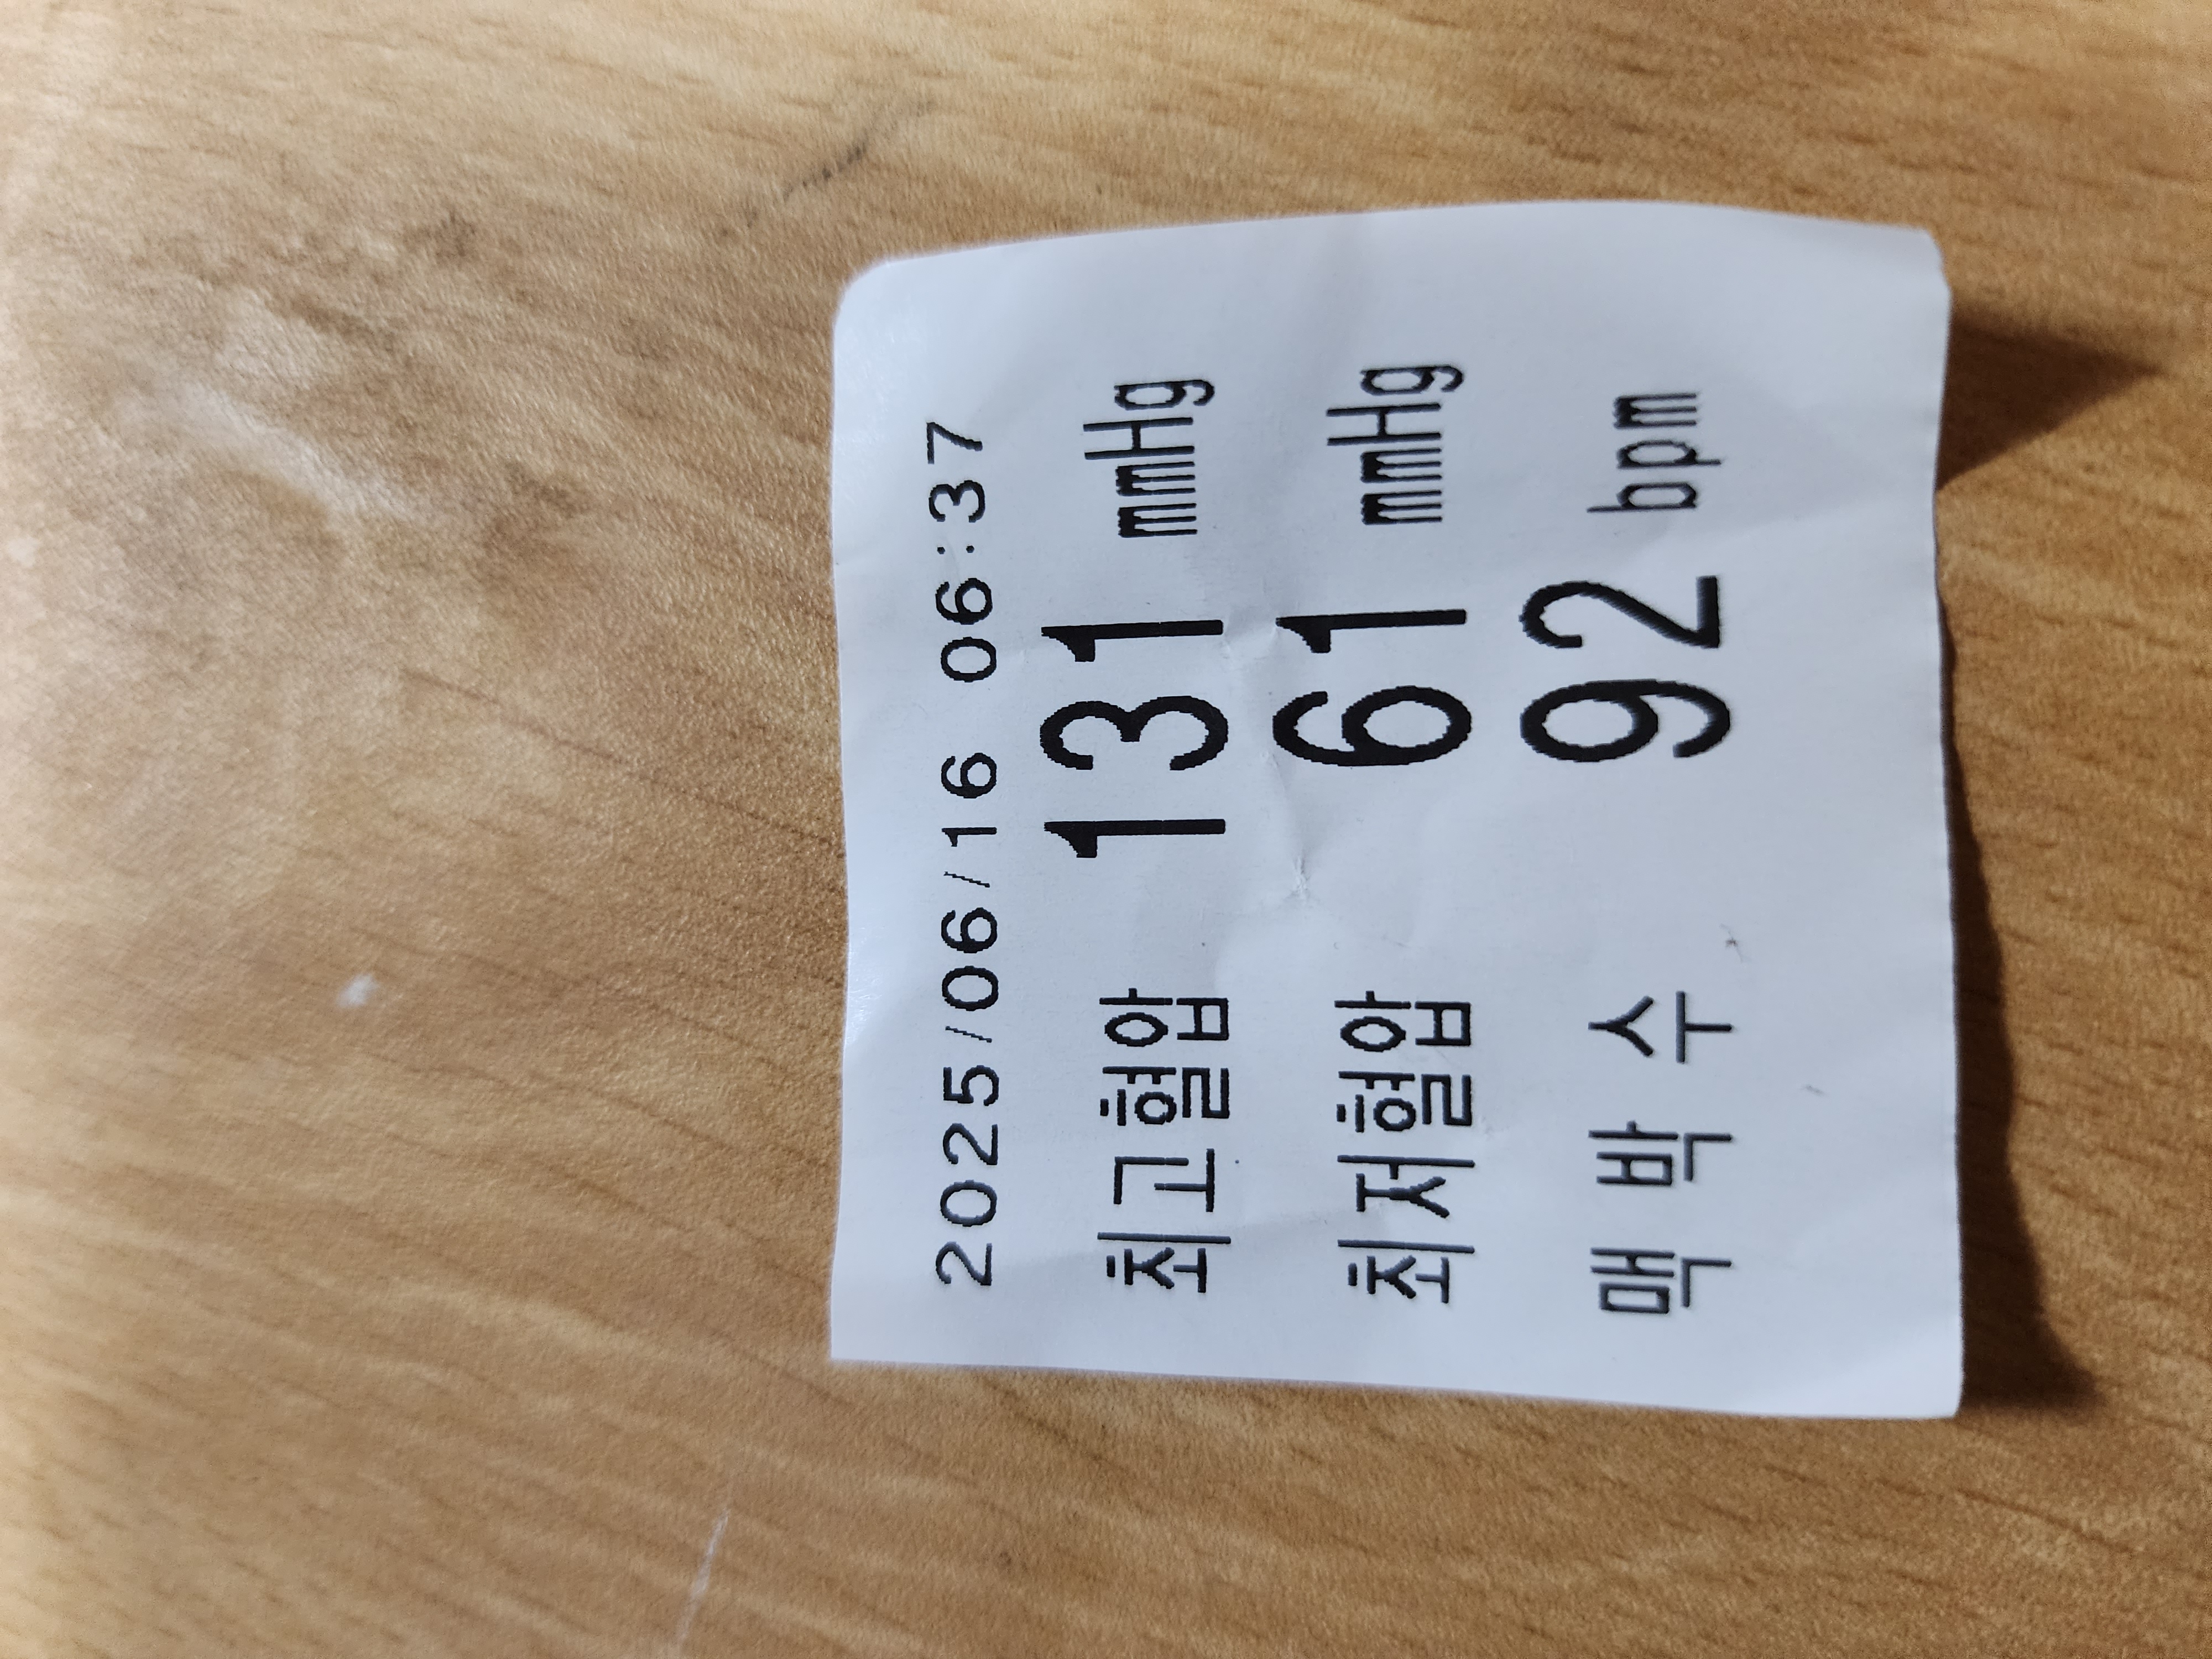 2025/06/16 06:37
최고혈압 131 mmHg
최저혈압 61 mmHg
맥 박 수 92 bpm